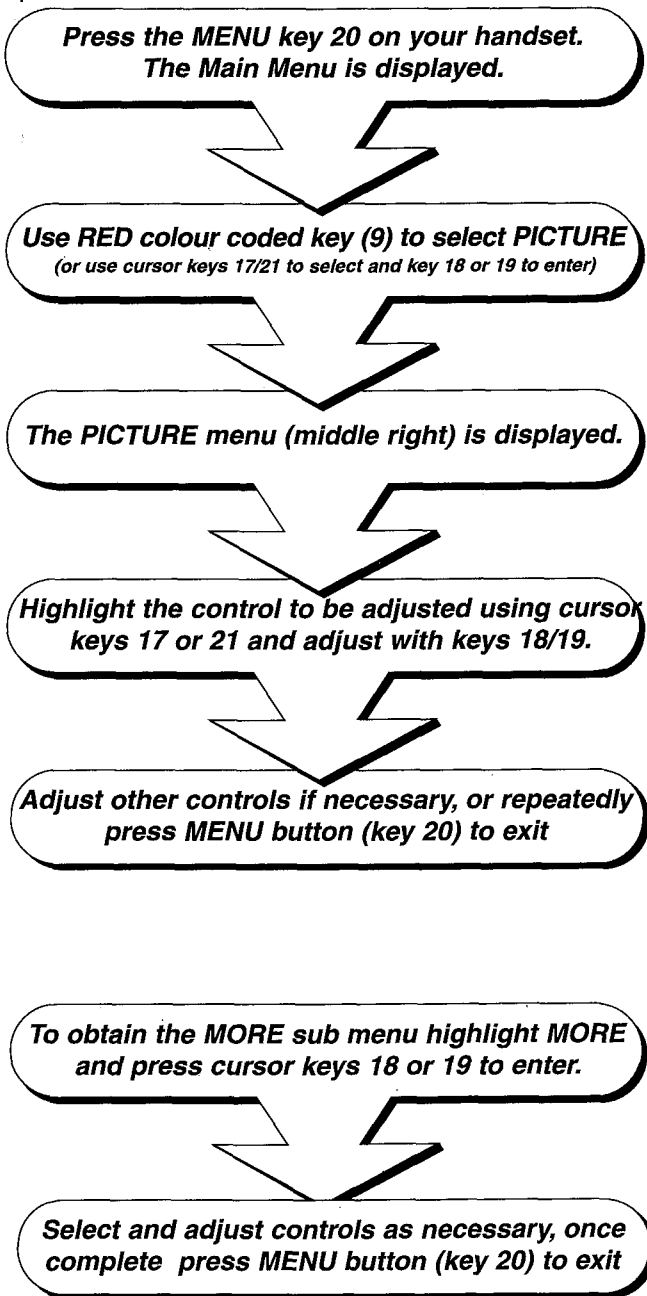 Press the MENU key 20 on your handset.
The Main Menu is displayed.
Use RED colour coded key (9) to select PICTURE
(or use cursor keys 17/21 to select and key 18 or 19 to enter)
The PICTURE menu (middle right) is displayed.
Highlight the control to be adjusted using cursor
keys 17 or 21 and adjust with keys 18/19.
Adjust other controls if necessary, or repeatedly
press MENU button (key 20) to exit
To obtain the MORE sub menu highlight MORE
and press cursor keys 18 or 19 to enter.
Select and adjust controls as necessary, once
complete press MENU button (key 20) to exit